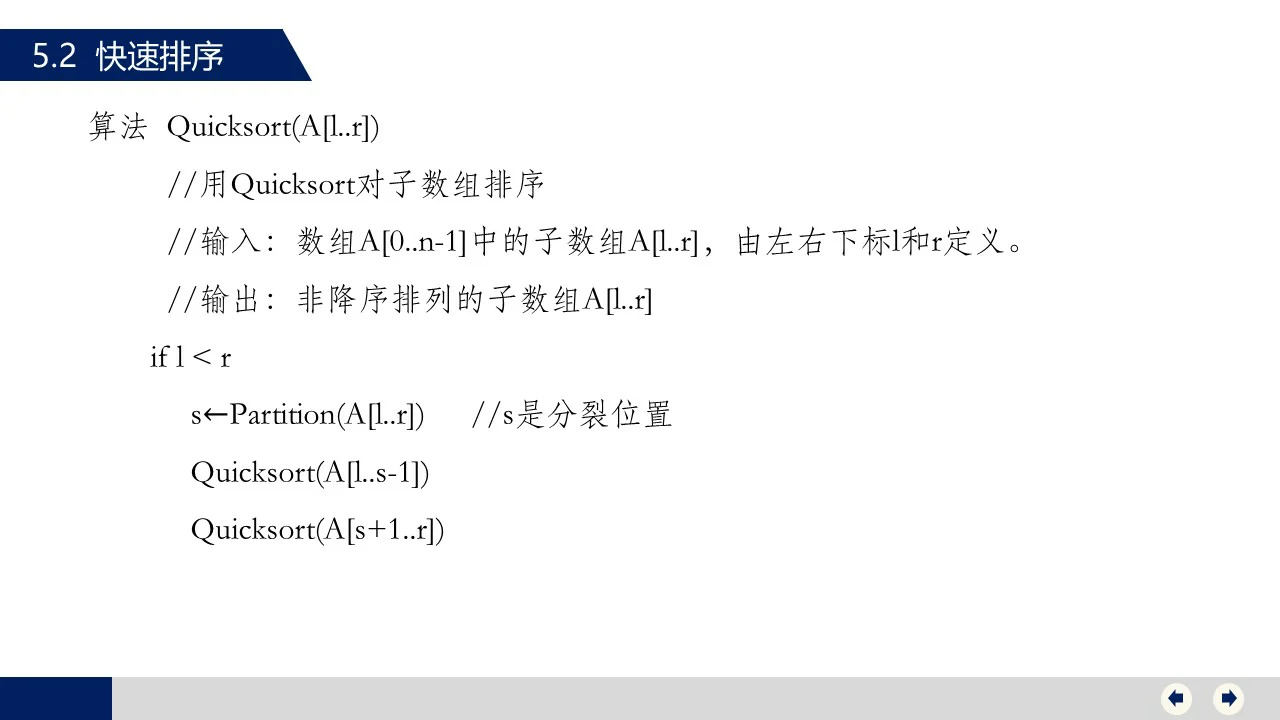 5.2 快速排序
算法 Quicksort(A[l..r])
//用Quicksort对子数组排序
//输入：数组A[0..n-1]中的子数组A[l..r]，由左右下标l和r定义。
//输出：非降序排列的子数组A[l..r]
if l < r
s←Partition(A[l..r]) //s是分裂位置
Quicksort(A[l..s-1])
Quicksort(A[s+1..r])